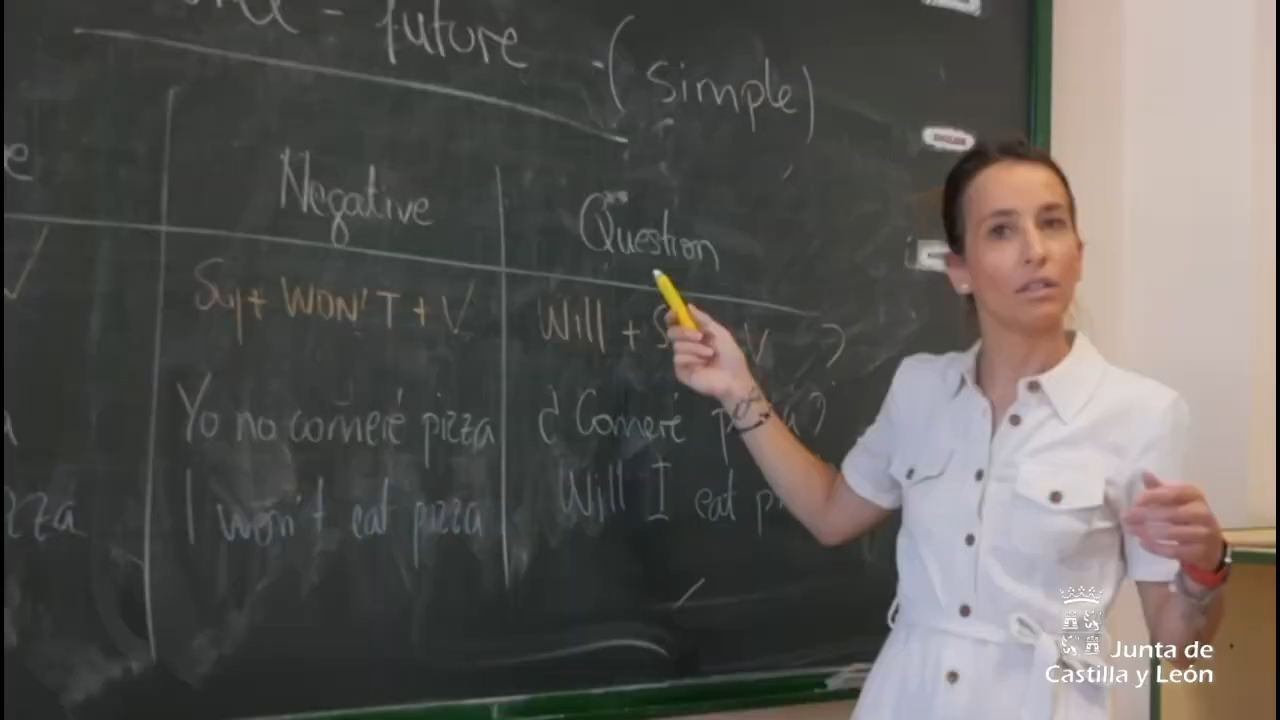 future (simple)
Negative
Question
Suj + WON'T + V
Will + S V ?
Yo no comeré pizza
¿Comeré p a?
I won't eat pizza
Will I eat p
Junta de
Castilla y León